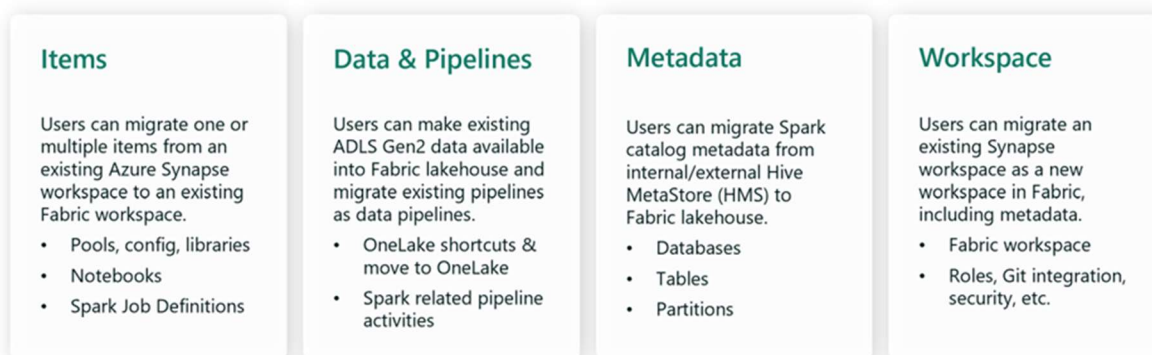 Items
Users can migrate one or
multiple items from an
existing Azure Synapse
workspace to an existing
Fabric workspace.
• Pools, config, libraries
• Notebooks
• Spark Job Definitions
Data & Pipelines
Users can make existing
ADLS Gen2 data available
into Fabric lakehouse and
migrate existing pipelines
as data pipelines.
• OneLake shortcuts &
move to OneLake
• Spark related pipeline
activities
Metadata
Users can migrate Spark
catalog metadata from
internal/external Hive
MetaStore (HMS) to
Fabric lakehouse.
• Databases
• Tables
• Partitions
Workspace
Users can migrate an
existing Synapse
workspace as a new
workspace in Fabric,
including metadata.
• Fabric workspace
• Roles, Git integration,
security, etc.